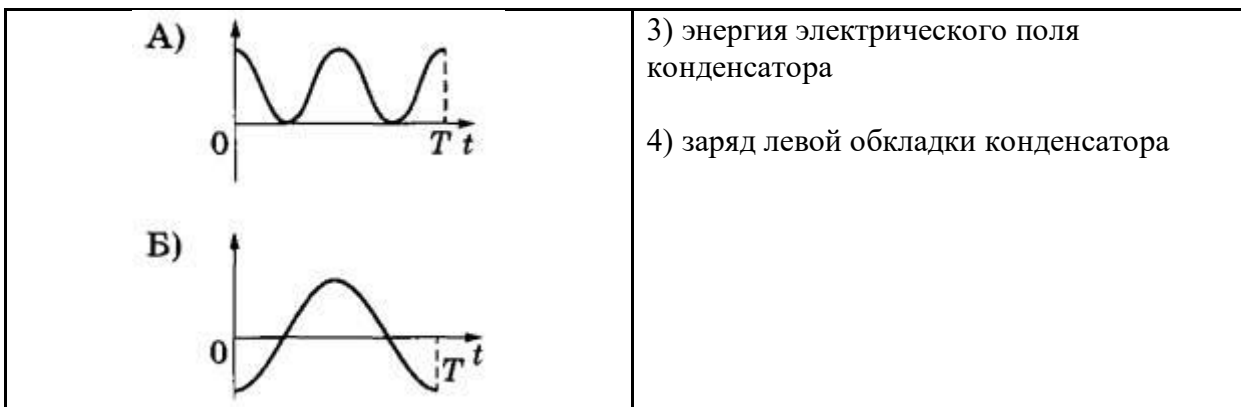 А)
0
T t
Б)
0
T t
3) энергия электрического поля
конденсатора
4) заряд левой обкладки конденсатора